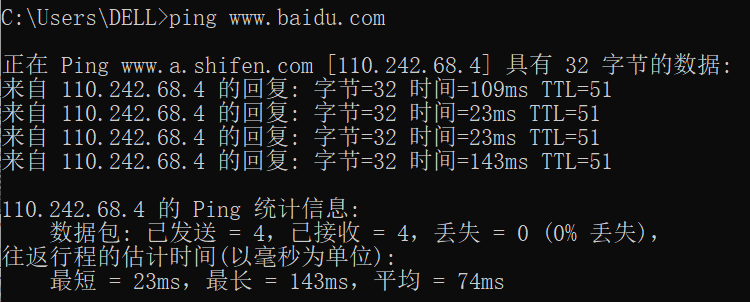 C:\Users\DELL>ping www.baidu.com
正在 Ping www.a.shifen.com [110.242.68.4] 具有 32 字节的数据:
来自 110.242.68.4 的回复: 字节=32 时间=109ms TTL=51
来自 110.242.68.4 的回复: 字节=32 时间=23ms TTL=51
来自 110.242.68.4 的回复: 字节=32 时间=23ms TTL=51
来自 110.242.68.4 的回复: 字节=32 时间=143ms TTL=51
110.242.68.4 的 Ping 统计信息:
数据包: 已发送 = 4，已接收 = 4，丢失 = 0 (0% 丢失)，
往返行程的估计时间(以毫秒为单位):
最短 = 23ms，最长 = 143ms，平均 = 74ms